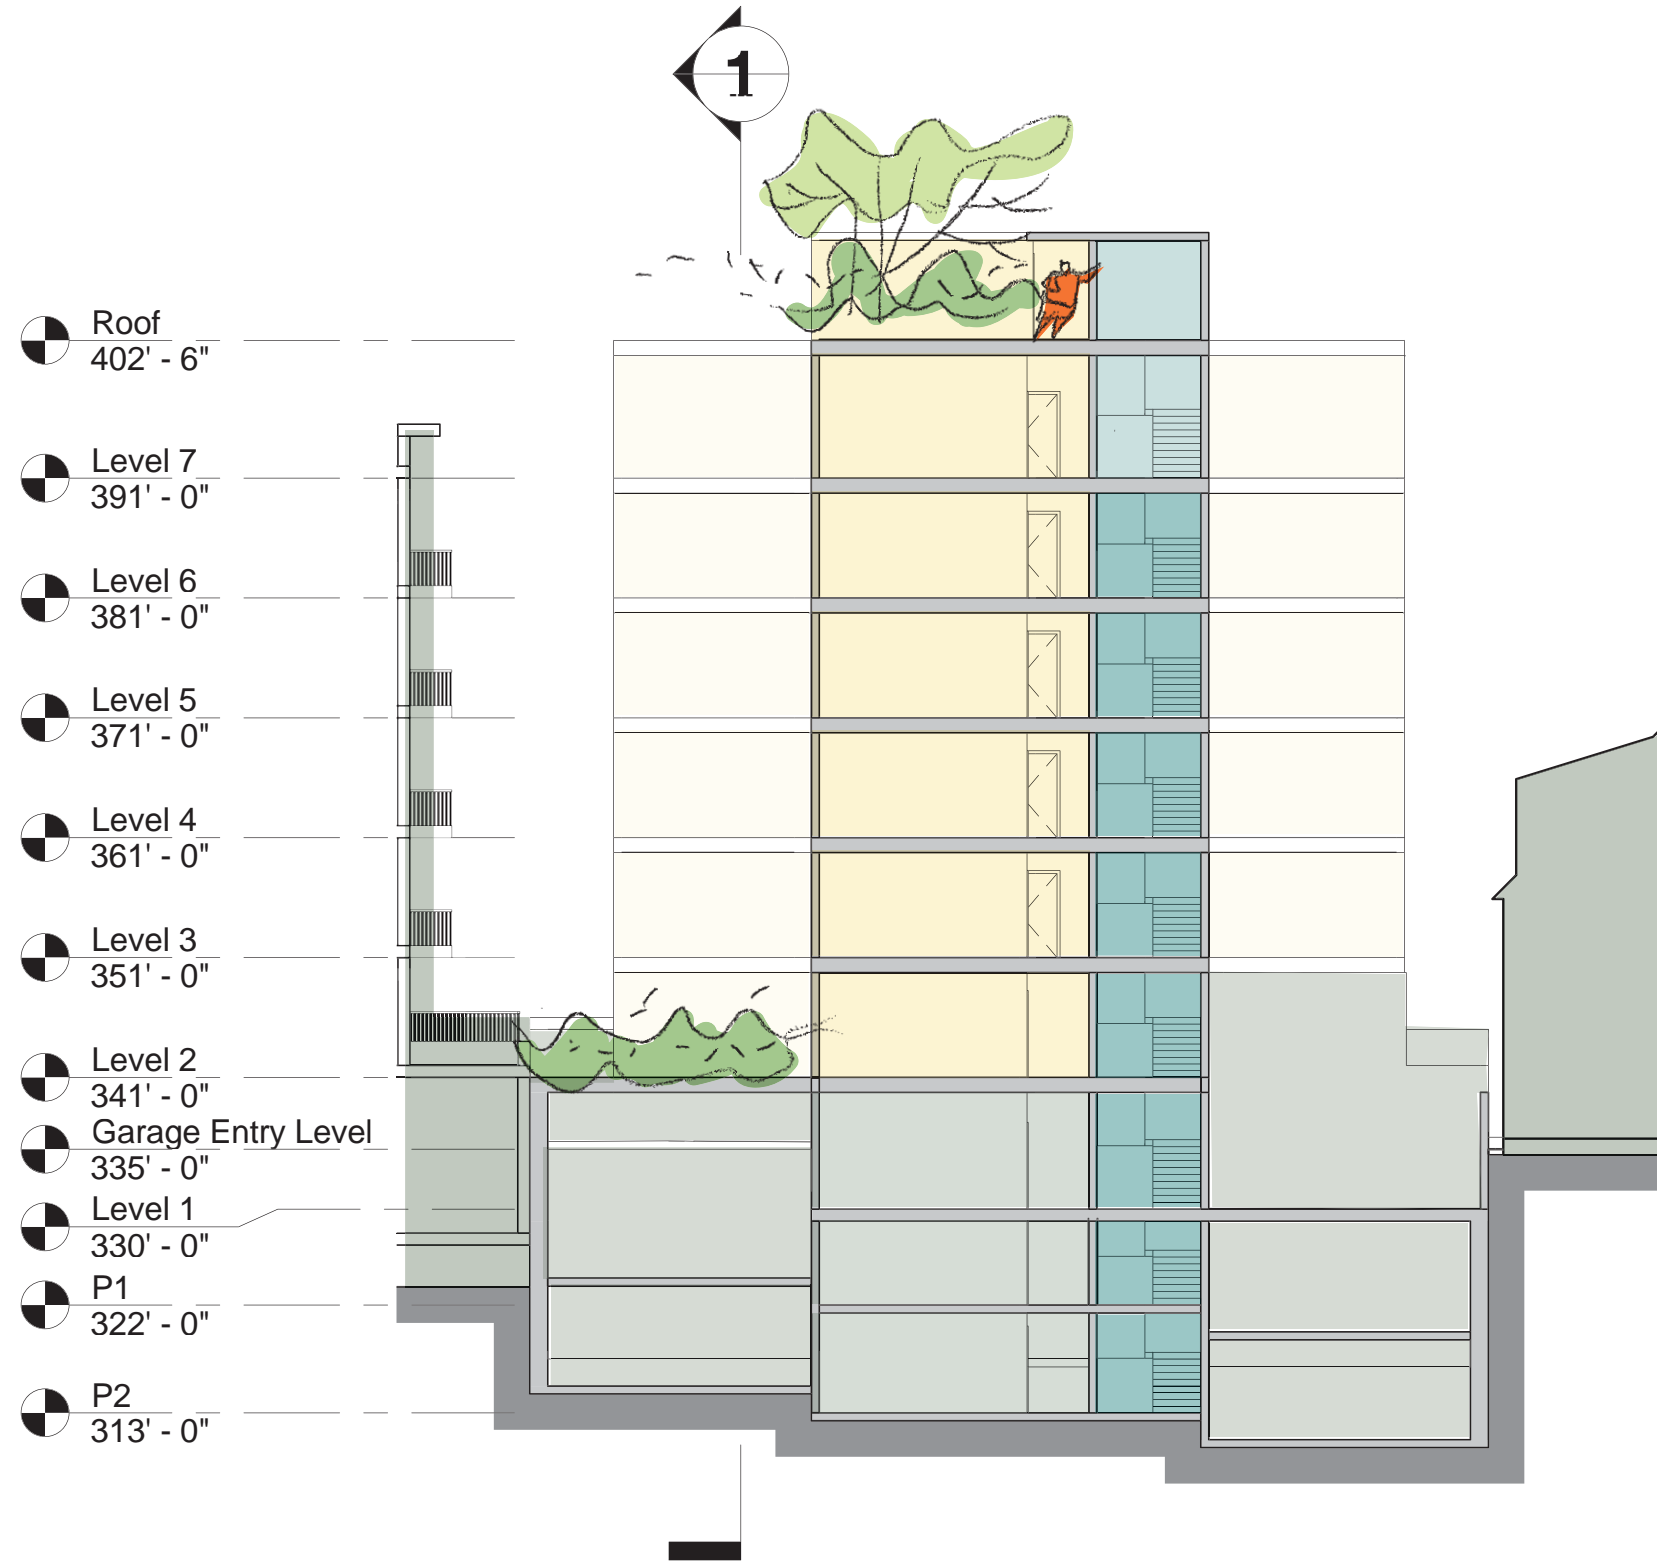 1
Roof
402' - 6"
Level 7
391' - 0"
Level 6
381' - 0"
Level 5
371' - 0"
Level 4
361' - 0"
Level 3
351' - 0"
Level 2
341' - 0"
Garage Entry Level
335' - 0"
Level 1
330' - 0"
P1
322' - 0"
P2
313' - 0"